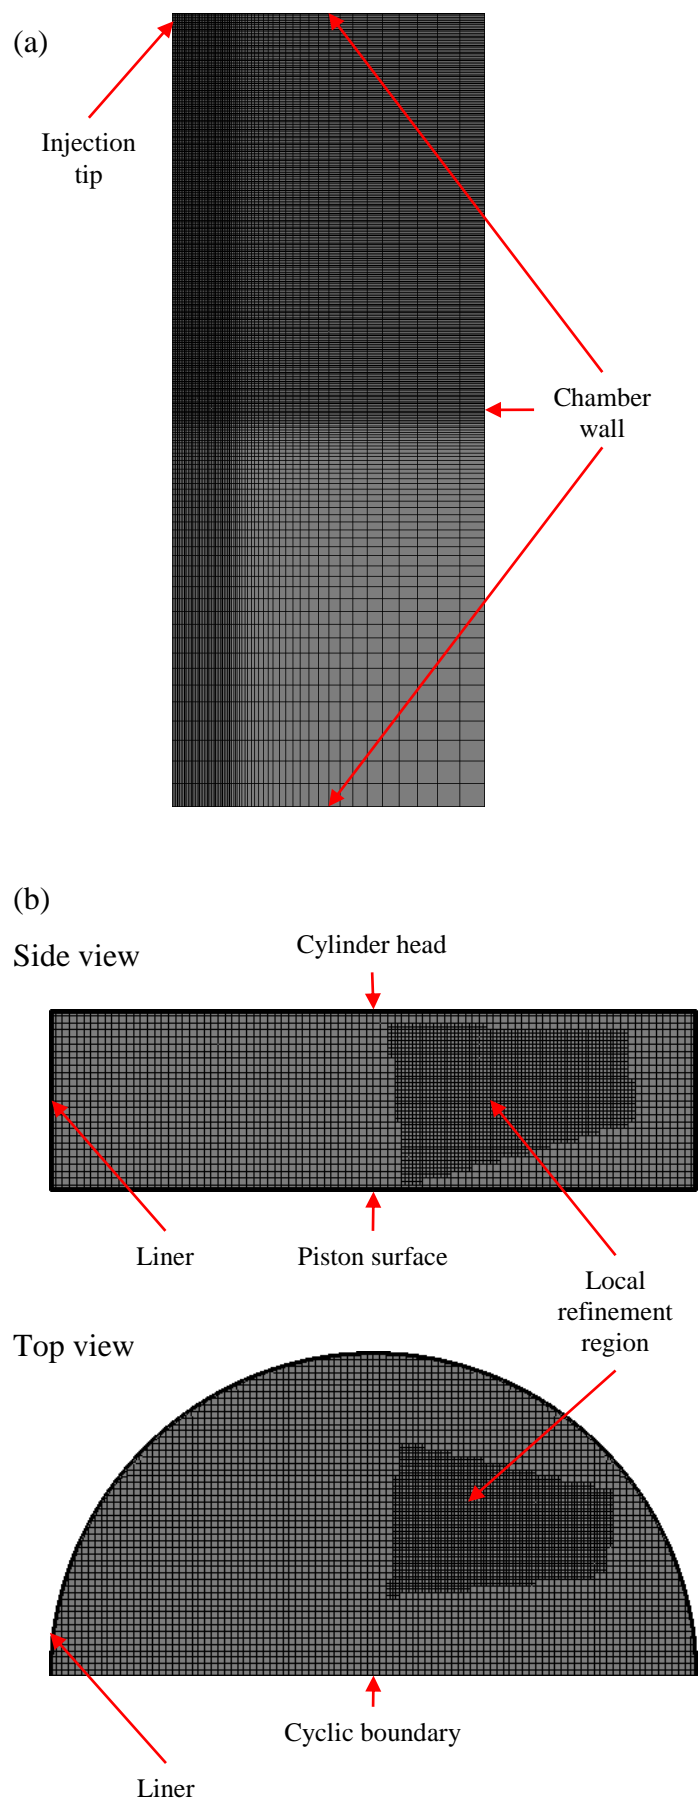 (a)
Injection
tip
Chamber
wall
(b)
Side view
Cylinder head
Liner
Piston surface
Local
refinement
region
Top view
Cyclic boundary
Liner